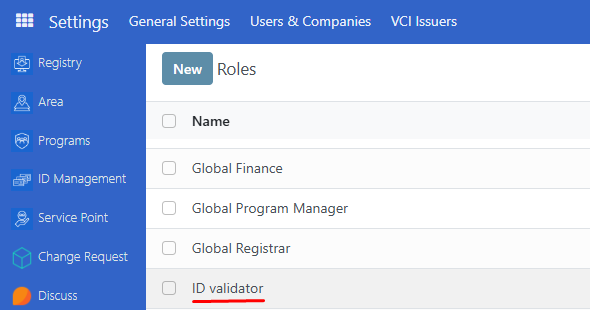 Settings General Settings Users & Companies VCI Issuers
Registry
Area
Programs
ID Management
Service Point
Change Request
Discuss
New Roles
Name
Global Finance
Global Program Manager
Global Registrar
ID validator